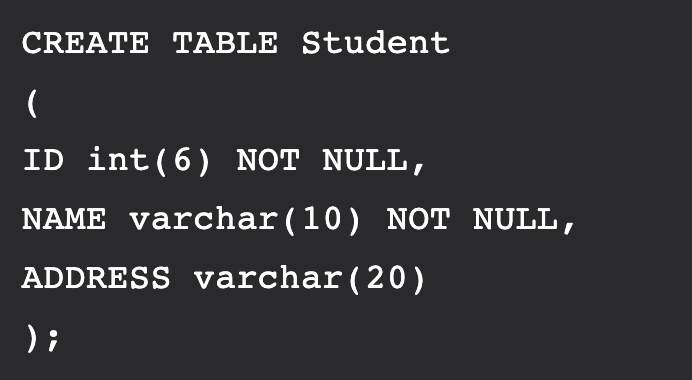 CREATE TABLE Student
(
ID int(6) NOT NULL,
NAME varchar(10) NOT NULL,
ADDRESS varchar(20)
);